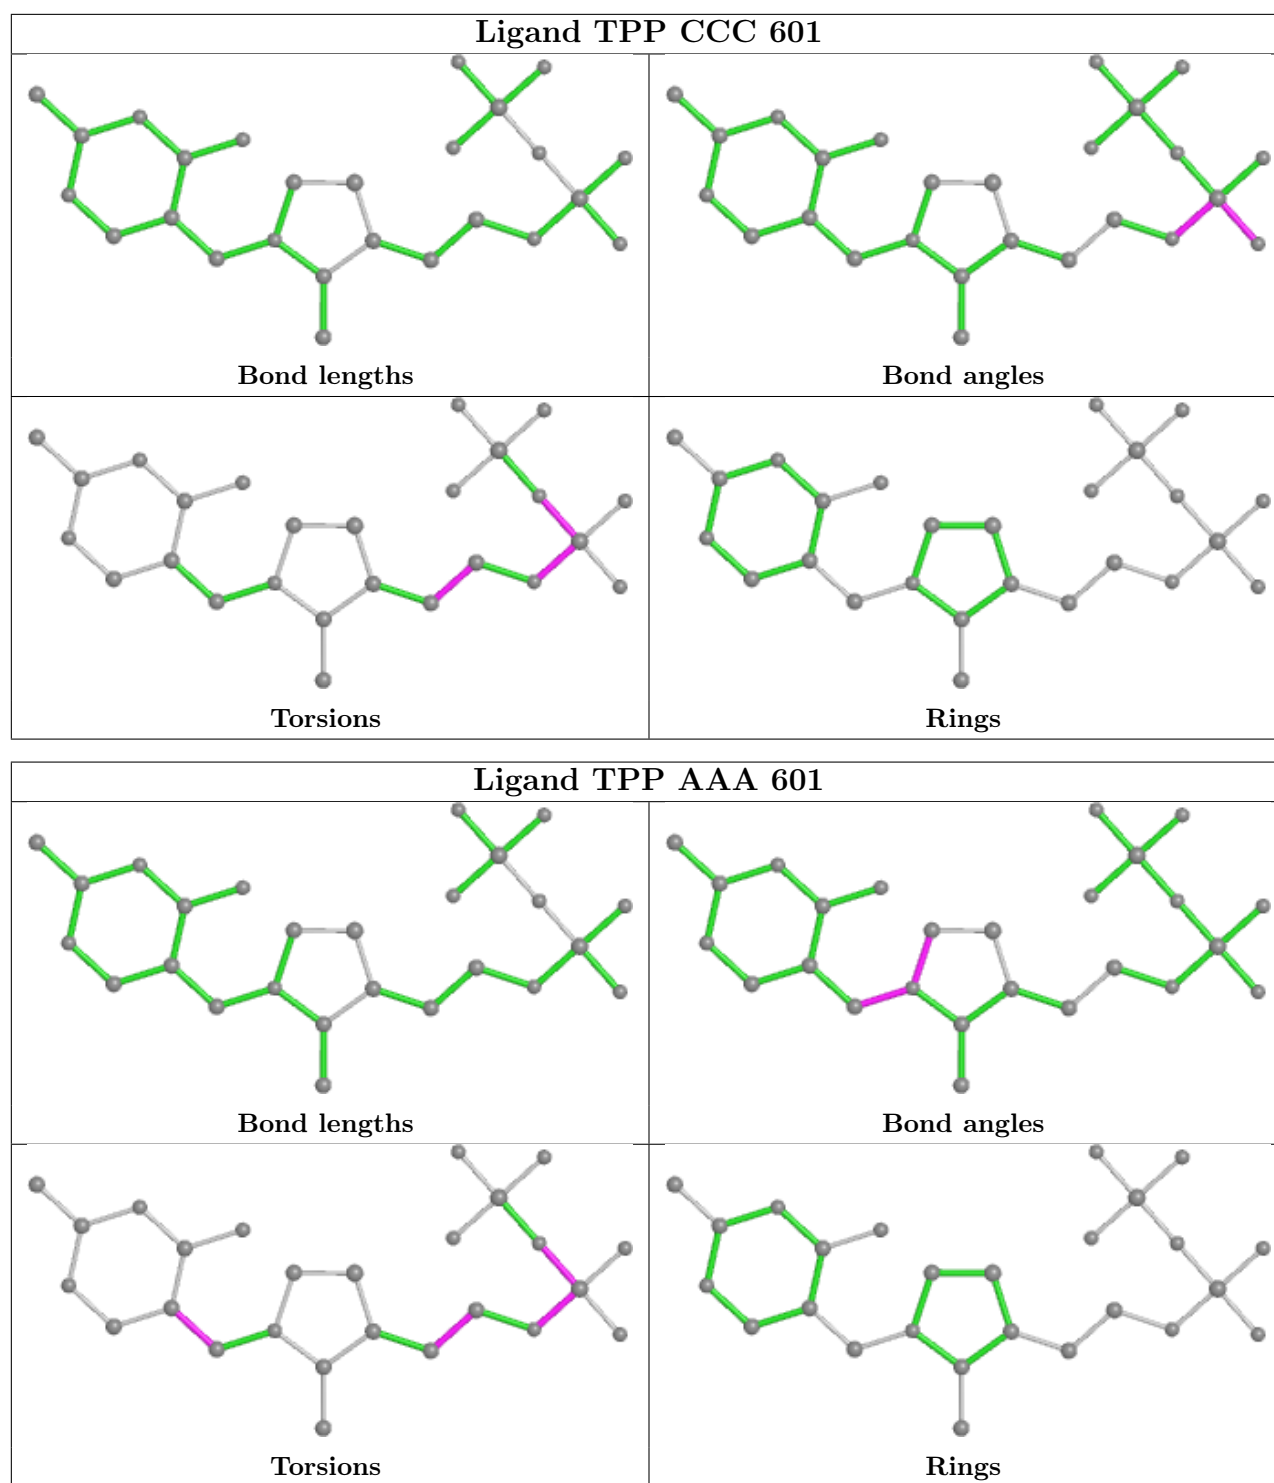 Ligand TPP CCC 601
Bond lengths
Bond angles
Torsions
Rings
Ligand TPP AAA 601
Bond lengths
Bond angles
Torsions
Rings